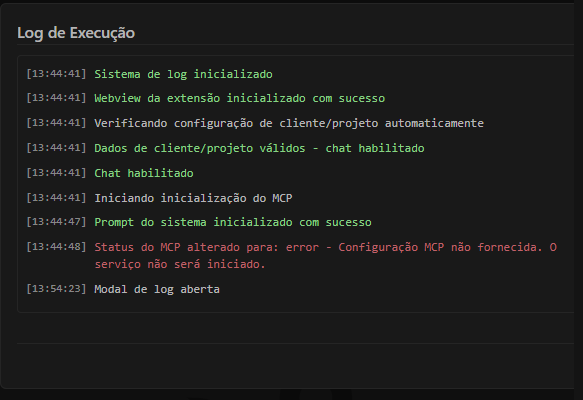 Log de Execução
[13:44:41] Sistema de log inicializado
[13:44:41] Webview da extensão inicializado com sucesso
[13:44:41] Verificando configuração de cliente/projeto automaticamente
[13:44:41] Dados de cliente/projeto válidos - chat habilitado
[13:44:41] Chat habilitado
[13:44:41] Iniciando inicialização do MCP
[13:44:47] Prompt do sistema inicializado com sucesso
[13:44:48] Status do MCP alterado para: error - Configuração MCP não fornecida. O
serviço não será iniciado.
[13:54:23] Modal de log aberta